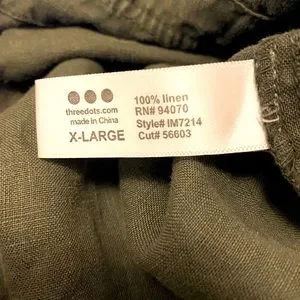 threedots.com
made in China
X-LARGE
100% linen
RN# 94070
Style# IM7214
Cut# 56603